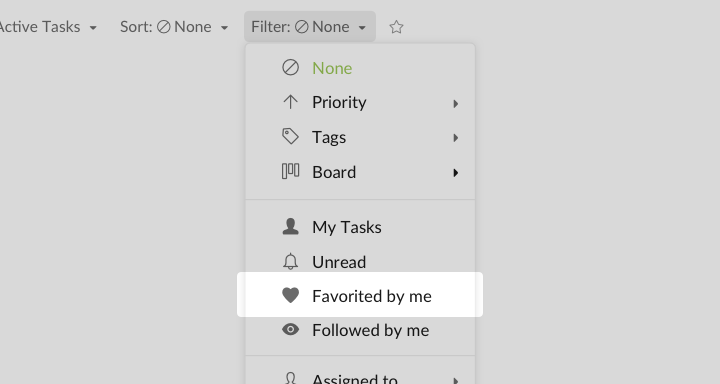 Active Tasks Sort: None Filter: None
None
Priority
Tags
Board
My Tasks
Unread
Favorited by me
Followed by me
Assigned to